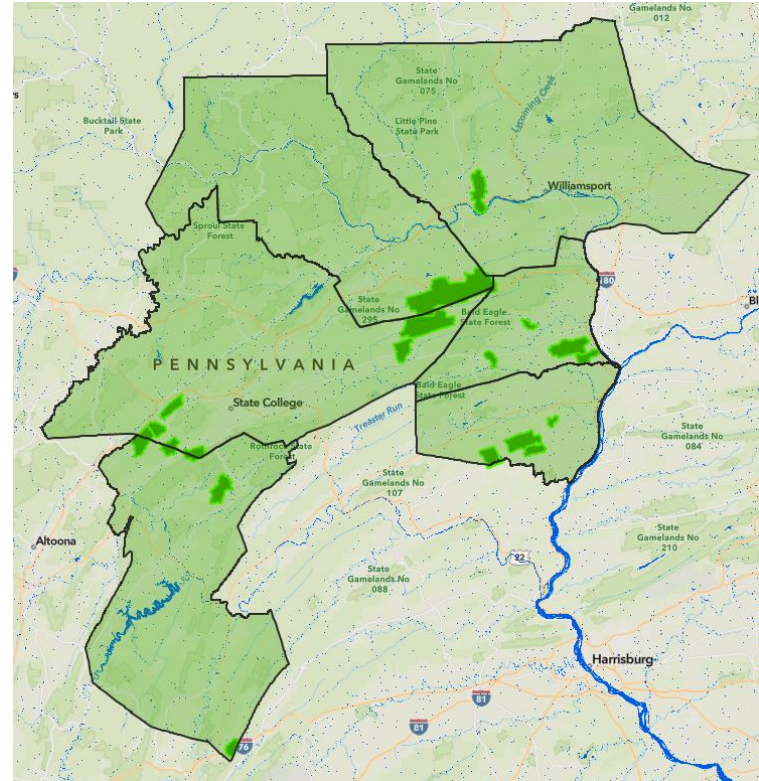 Gamelands No
012
State
Gamelands No
075
Lycoming Creek
Bucktail State
Park
Little Pine
State Park
Williamsport
Sproul State
Forest
80
State
Gamelands No
295
Bald Eagle
State Forest
PENNSYLVANIA
State College
Bald Eagle
State Forest
Treaster Run
State
Gamelands No
084
Rothrock State
Forest
State
Gamelands No
107
Altoona
State
Gamelands No
210
22
State
Gamelands No
088
Harrisburg
81
81
76